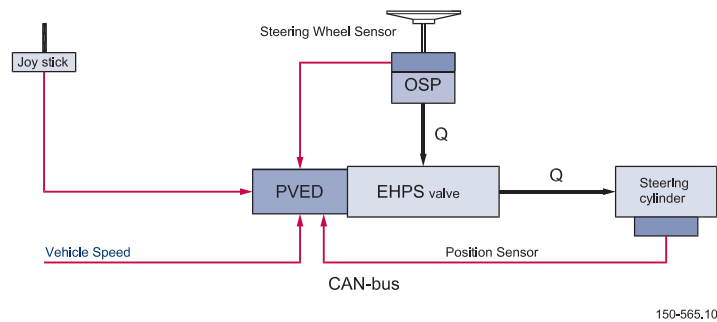 Steering Wheel Sensor
Joy stick
OSP
Q
Q
PVED
EHPS valve
Steering
cylinder
Vehicle Speed
Position Sensor
CAN-bus
150-565.10